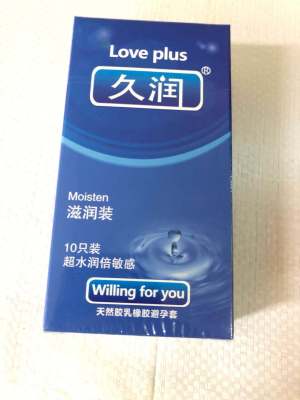 Love plus
久润®
Moisten
滋润装
10只装
超水润倍敏感
Willing for you
天然胶乳橡胶避孕套